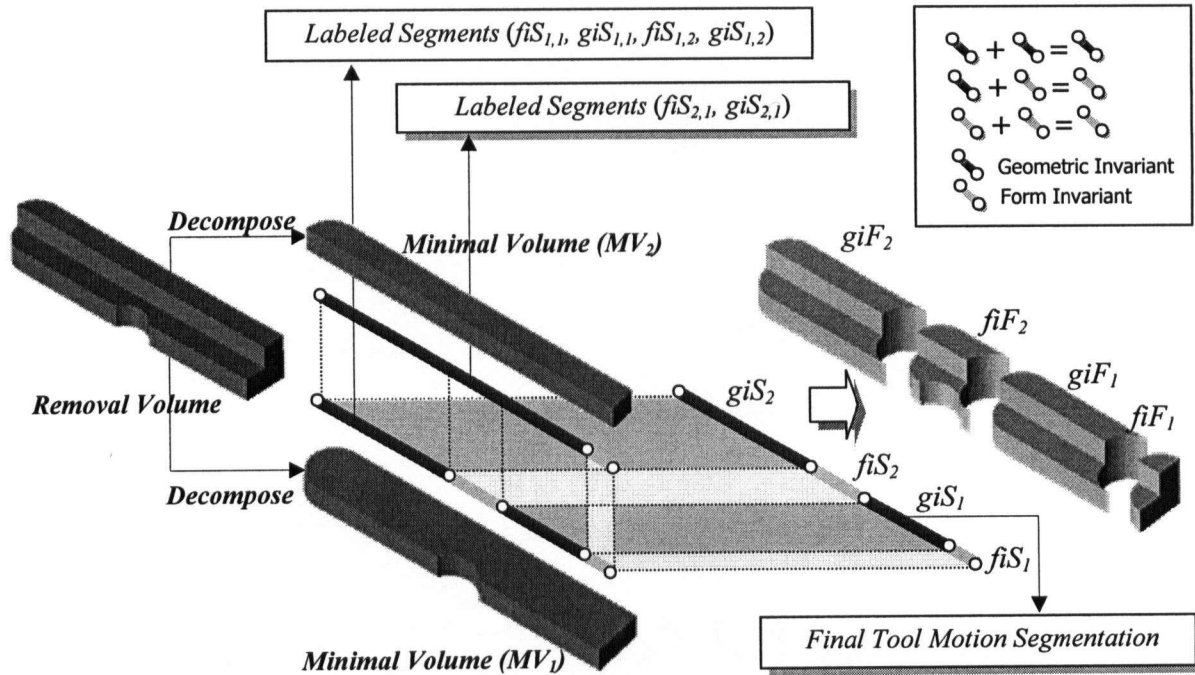 Labeled Segments (fiS1,1, giS1,1, fiS1,2, giS1,2)
Labeled Segments (fiS2,1, giS2,1)
+ =
+ =
+ =
Geometric Invariant
Form Invariant
Decompose
Minimal Volume (MV2)
giF2
fiF2
giF1
fiF1
Removal Volume
giS2
fiS2
giS1
fiS1
Decompose
Final Tool Motion Segmentation
Minimal Volume (MV1)